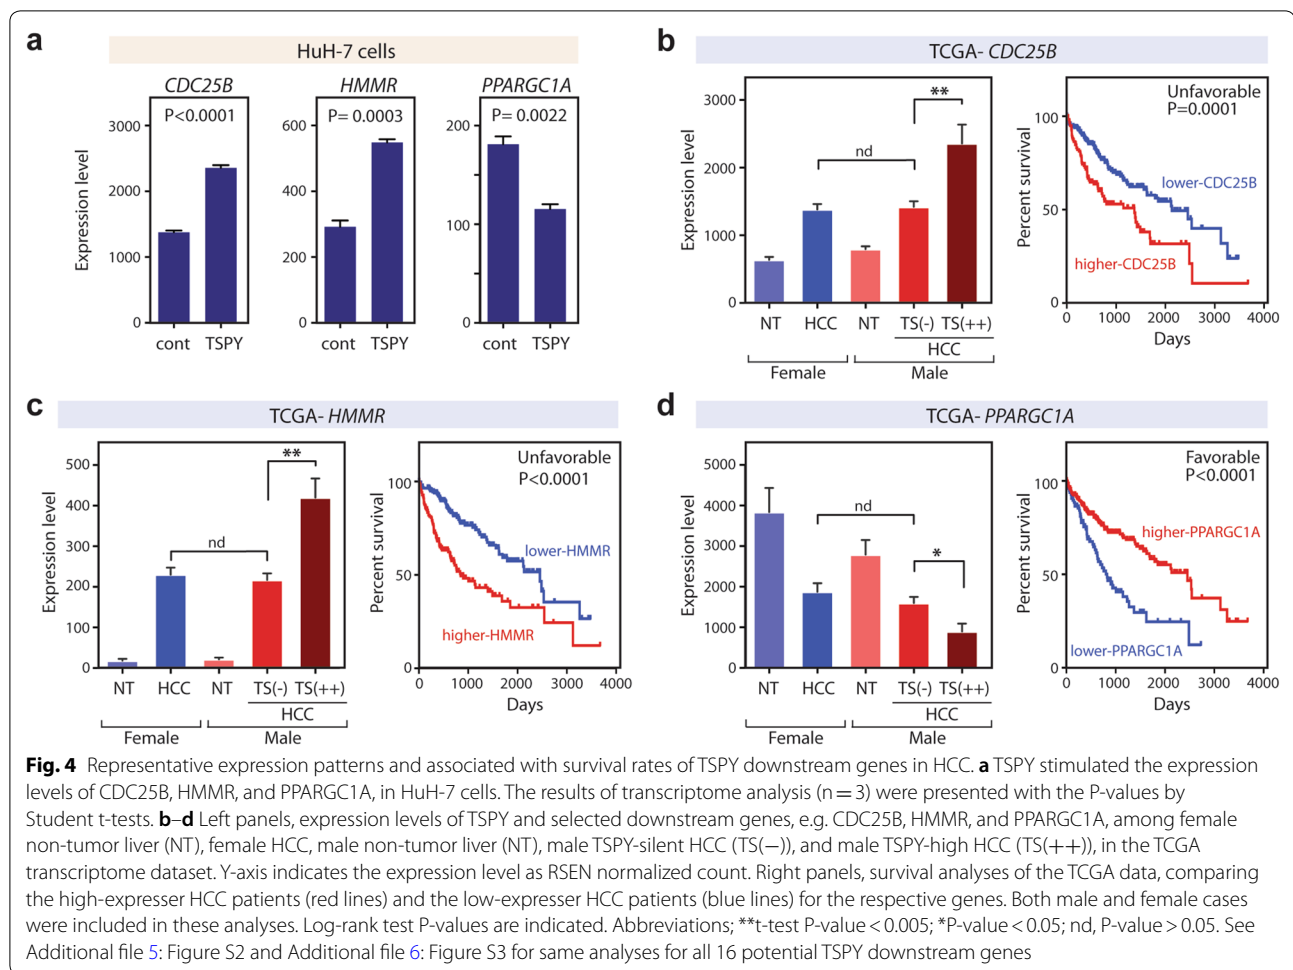 a
HuH-7 cells
CDC25B
HMMR
PPARGC1A
P<0.0001
P= 0.0003
P= 0.0022
Expression level
3000
2000
1000
0
600
400
200
0
200
100
0
cont TSPY
cont TSPY
cont TSPY
b
TCGA- CDC25B
Expression level
3000
2000
1000
0
nd
**
NT HCC NT TS(-) TS(++)
HCC
Female Male
Percent survival
100
50
0
Unfavorable
P=0.0001
lower-CDC25B
higher-CDC25B
0 1000 2000 3000 4000
Days
c
TCGA- HMMR
Expression level
500
400
300
200
100
0
nd
**
NT HCC NT TS(-) TS(++)
HCC
Female Male
Percent survival
100
50
0
Unfavorable
P<0.0001
lower-HMMR
higher-HMMR
0 1000 2000 3000 4000
Days
d
TCGA- PPARGC1A
Expression level
5000
4000
3000
2000
1000
0
nd
*
NT HCC NT TS(-) TS(++)
HCC
Female Male
Percent survival
100
50
0
Favorable
P<0.0001
higher-PPARGC1A
lower-PPARGC1A
0 1000 2000 3000 4000
Days
Fig. 4 Representative expression patterns and associated with survival rates of TSPY downstream genes in HCC. a TSPY stimulated the expression
levels of CDC25B, HMMR, and PPARGC1A, in HuH-7 cells. The results of transcriptome analysis (n = 3) were presented with the P-values by
Student t-tests. b–d Left panels, expression levels of TSPY and selected downstream genes, e.g. CDC25B, HMMR, and PPARGC1A, among female
non-tumor liver (NT), female HCC, male non-tumor liver (NT), male TSPY-silent HCC (TS(−)), and male TSPY-high HCC (TS(++)), in the TCGA
transcriptome dataset. Y-axis indicates the expression level as RSEN normalized count. Right panels, survival analyses of the TCGA data, comparing
the high-expresser HCC patients (red lines) and the low-expresser HCC patients (blue lines) for the respective genes. Both male and female cases
were included in these analyses. Log-rank test P-values are indicated. Abbreviations; **t-test P-value < 0.005; *P-value < 0.05; nd, P-value > 0.05. See
Additional file 5: Figure S2 and Additional file 6: Figure S3 for same analyses for all 16 potential TSPY downstream genes